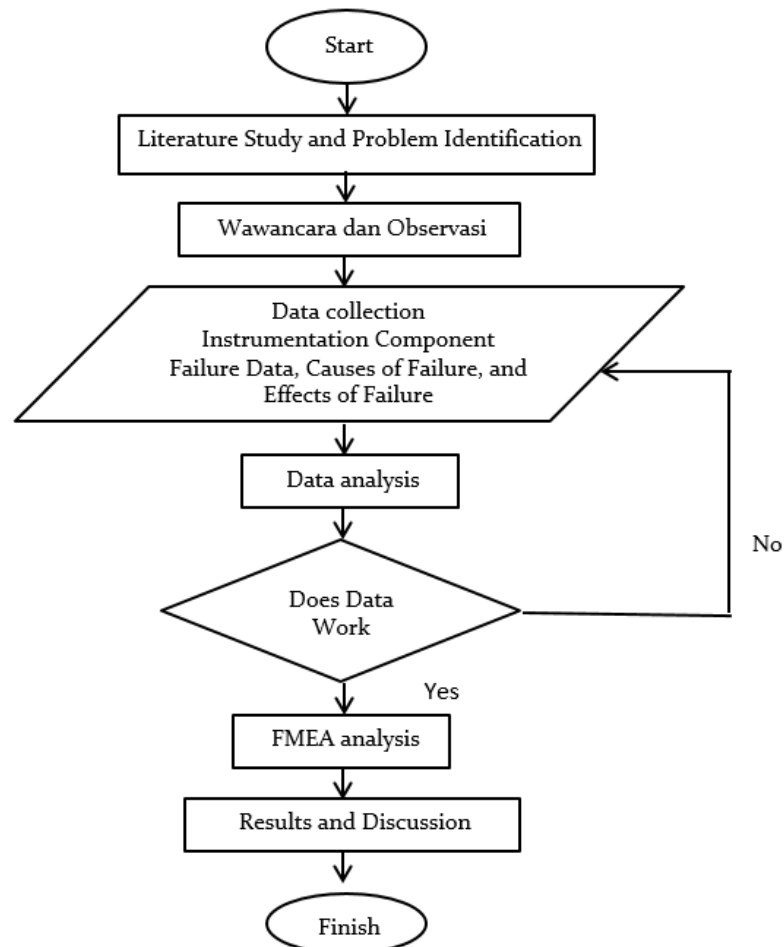 Start
Literature Study and Problem Identification
Wawancara dan Observasi
Data collection
Instrumentation Component
Failure Data, Causes of Failure, and
Effects of Failure
Data analysis
No
Does Data
Work
Yes
FMEA analysis
Results and Discussion
Finish